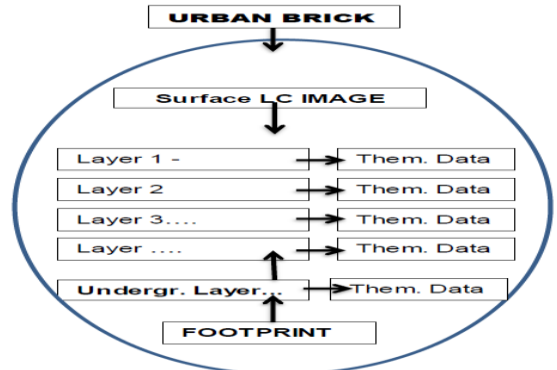 URBAN BRICK
Surface LC IMAGE
Layer 1 - Them. Data
Layer 2 Them. Data
Layer 3.... Them. Data
Layer .... Them. Data
Undergr. Layer... Them. Data
FOOTPRINT